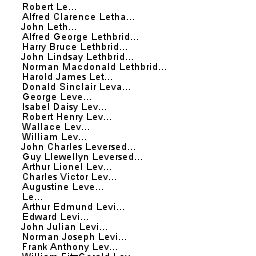 Robert Le...
Alfred Clarence Letha...
John Leth...
Alfred George Lethbrid...
Harry Bruce Lethbrid...
John Lindsay Lethbrid...
Norman Macdonald Lethbrid...
Harold James Let...
Donald Sinclair Leva...
George Leve...
Isabel Daisy Lev...
Robert Henry Lev...
Wallace Lev...
William Lev...
John Charles Leversed...
Guy Llewellyn Leversed...
Arthur Lionel Lev...
Charles Victor Lev...
Augustine Leve...
Le...
Arthur Edmund Levi...
Edward Levi...
John Julian Levi...
Norman Joseph Levi...
Frank Anthony Lev...
William FitzGerald Lev...